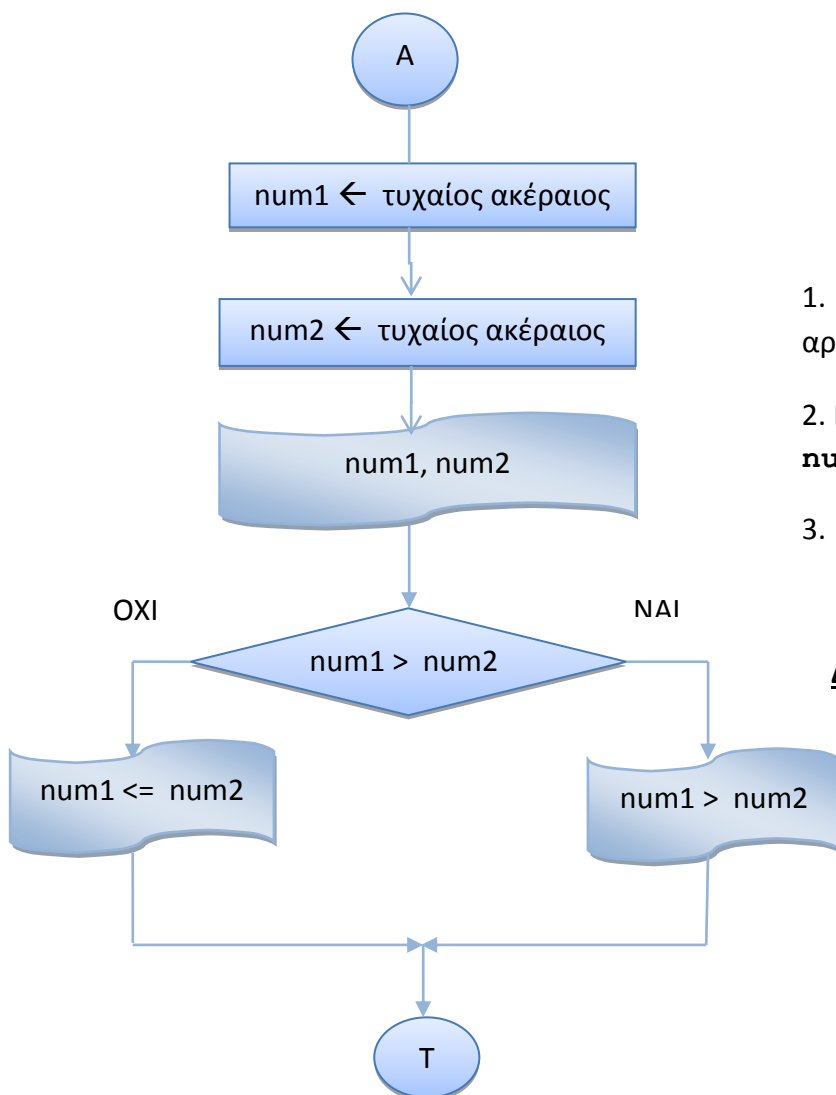 A
num1 ← τυχαίος ακέραιος
num2 ← τυχαίος ακέραιος
num1, num2
ΟΧΙ
ΝΑΙ
num1 > num2
num1 <= num2
num1 > num2
T
1.
αρ
2.
nu
3.